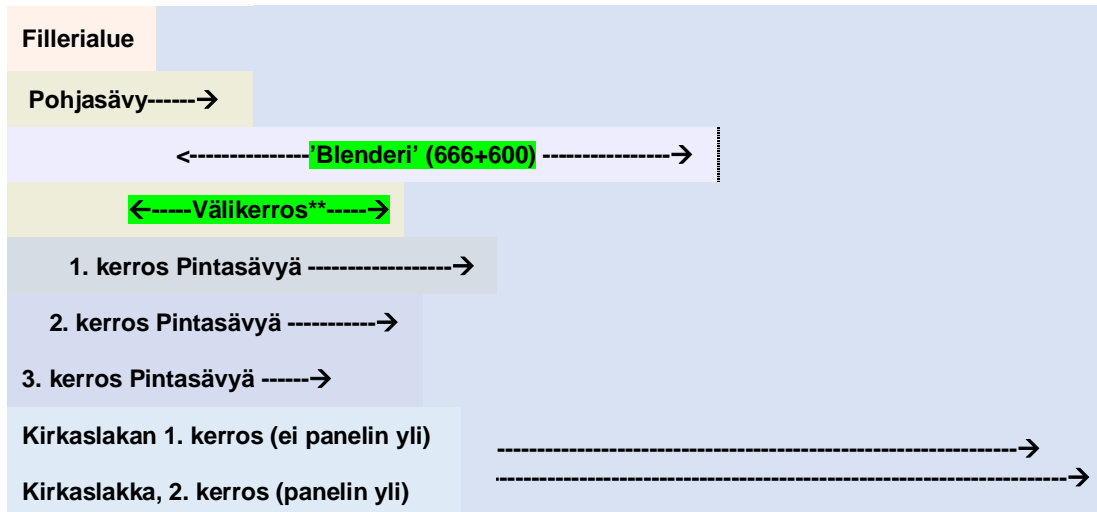 Fillerialue
Pohjasävy------→
<---------------’Blenderi’ (666+600) ----------------→
←-----Välikerros**-----→
1. kerros Pintasävyä ------------------→
2. kerros Pintasävyä -----------→
3. kerros Pintasävyä ------→
Kirkaslakan 1. kerros (ei panelin yli) -----------------------------------------------------------------→
Kirkaslakka, 2. kerros (panelin yli) ------------------------------------------------------------------------→